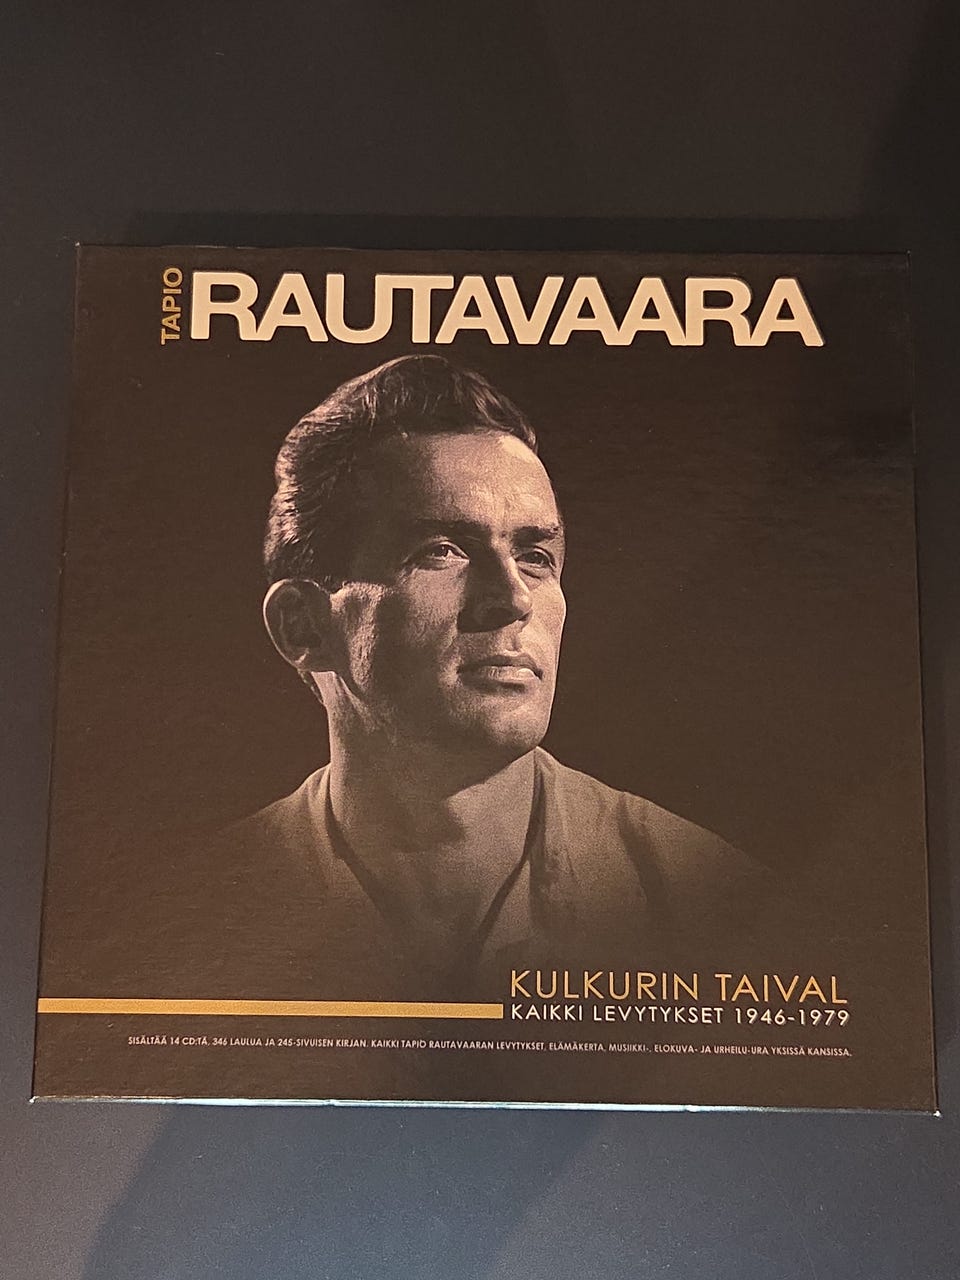 TAPIO
RAUTAVAARA
KULKURIN TAIVAL
KAIKKI LEVYTYKSET 1946-1979
SISÄLTÄÄ 14 CD:TÄ, 346 LAULUA JA 245-SIVUISEN KIRJAN. KAIKKI TAPIO RAUTAVAARAN LEVYTYKSET, ELÄMÄKERTA, MUSIIKKI-, ELOKUVA- JA URHEILU-URA YKSISSÄ KANSISSA.